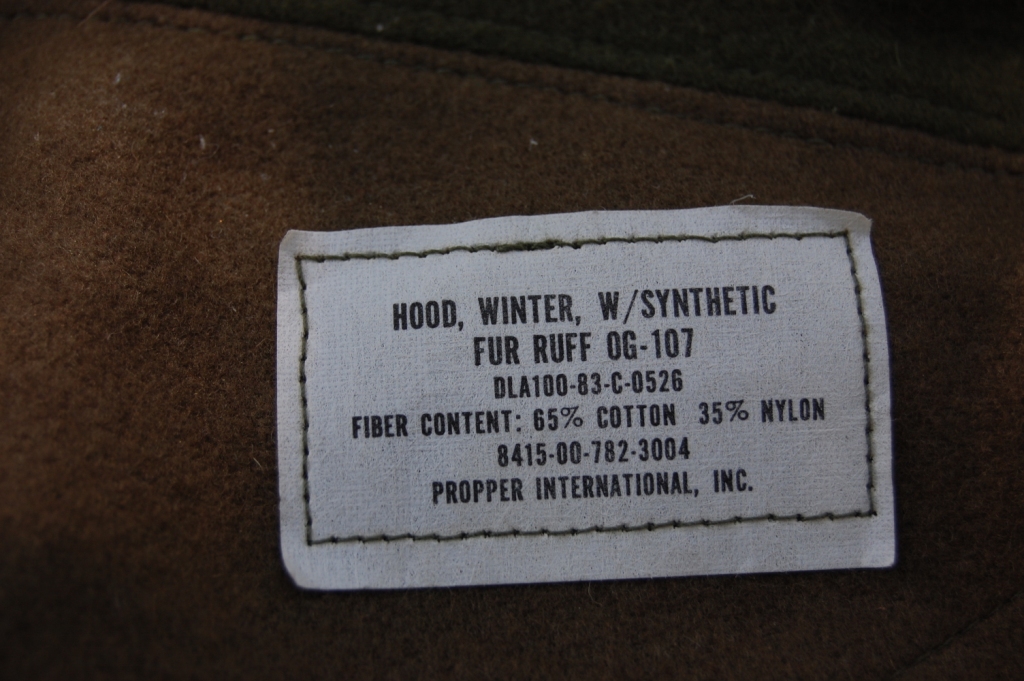 HOOD, WINTER, W/SYNTHETIC
FUR RUFF OG-107
DLA100-83-C-0526
FIBER CONTENT: 65% COTTON 35% NYLON
8415-00-782-3004
PROPPER INTERNATIONAL, INC.